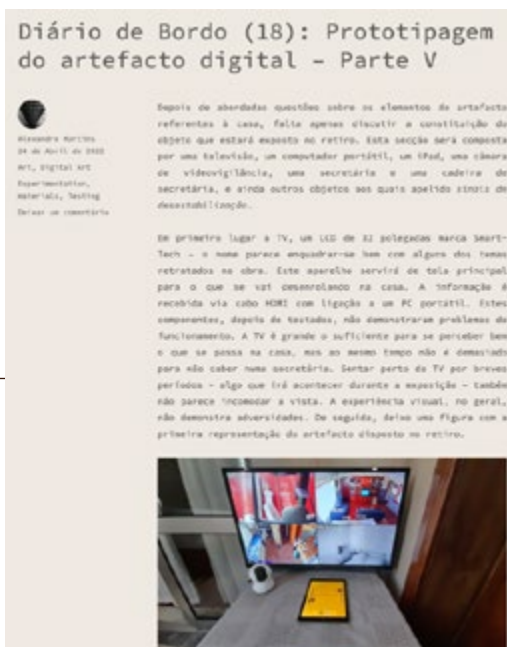 Diário de Bordo (18): Prototipagem
do artefacto digital – Parte V
Alexandre Martins
24 de Abril de 2022
Art, Digital Art
Experimentation,
Materials, Testing
Deixar um comentário
Depois de abordadas questões sobre os elementos do artefacto
referentes à casa, falta apenas discutir a constituição do
objeto que estará exposto no retiro. Esta secção será composta
por uma televisão, um computador portátil, um iPad, uma câmara
de videovigilância, uma secretária e uma cadeira de
secretária, e ainda outros objetos aos quais apelido sinais de
desestabilização.
Em primeiro lugar a TV, um LCD de 32 polegadas marca Smart-
Tech – o nome parece enquadrar-se bem com alguns dos temas
retratados na obra. Este aparelho servirá de tela principal
para o que se vai desenrolando na casa. A informação é
recebida via cabo HDMI com ligação a um PC portátil. Estes
componentes, depois de testados, não demonstraram problemas de
funcionamento. A TV é grande o suficiente para se perceber bem
o que se passa na casa, mas ao mesmo tempo não é demasiado
para não caber numa secretária. Sentar perto da TV por breves
períodos – algo que irá acontecer durante a exposição – também
não parece incomodar a vista. A experiência visual, no geral,
não demonstra adversidades. De seguida, deixo uma figura com a
primeira representação do artefacto disposto no retiro.